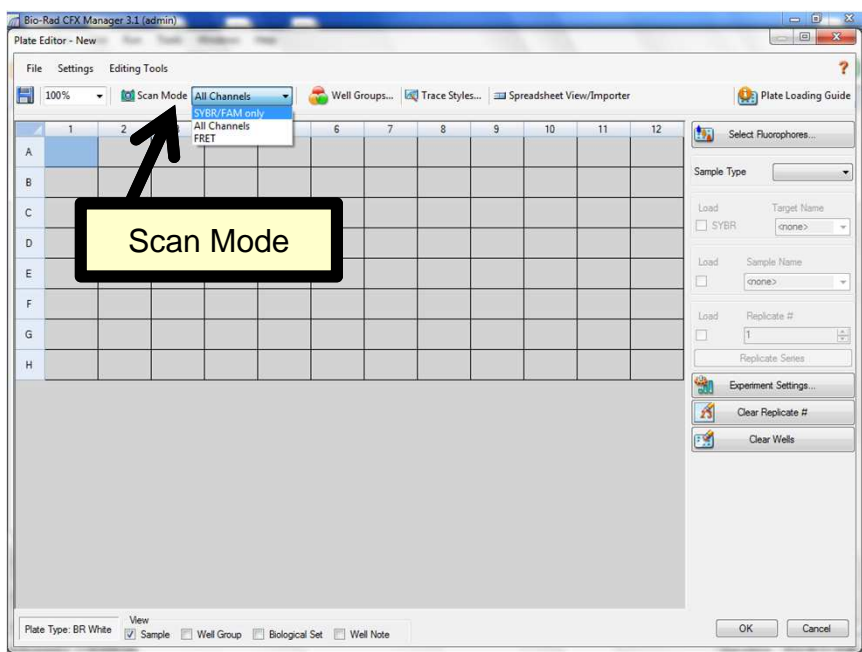 Bio-Rad CFX Manager 3.1 (admin)
Plate Editor - New
File Settings Editing Tools
?
100% Scan Mode All Channels Well Groups... Trace Styles... Spreadsheet View/Importer Plate Loading Guide
SYBR/FAM only
All Channels
FRET
1 2 6 7 8 9 10 11 12
A
B
C
D
E
F
G
H
Scan Mode
Select Fluorophores...
Sample Type
Load Target Name
SYBR <none>
Load Sample Name
<none>
Load Replicate #
1
Replicate Series
Experiment Settings...
Clear Replicate #
Clear Wells
Plate Type: BR White
View
Sample Well Group Biological Set Well Note
OK Cancel